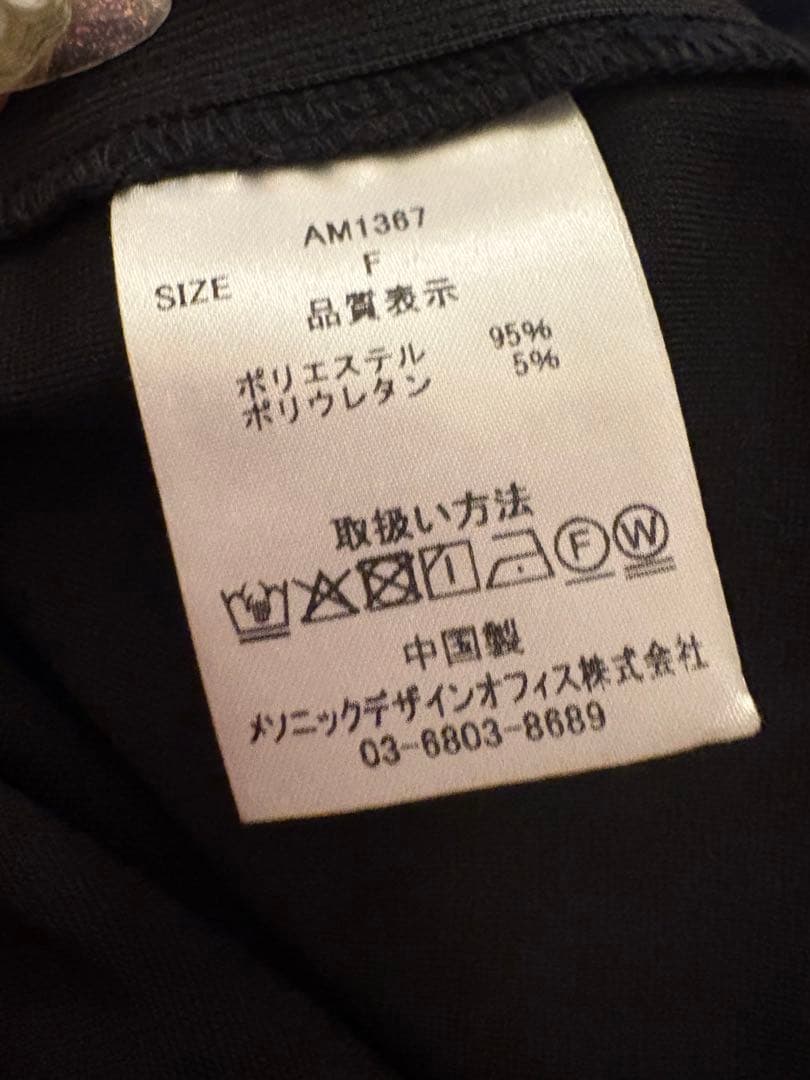 AM1367
SIZE F
品質表示
ポリエステル 95%
ポリウレタン 5%
取扱い方法
F W
中国製
メソニックデザインオフィス株式会社
03-6803-8689